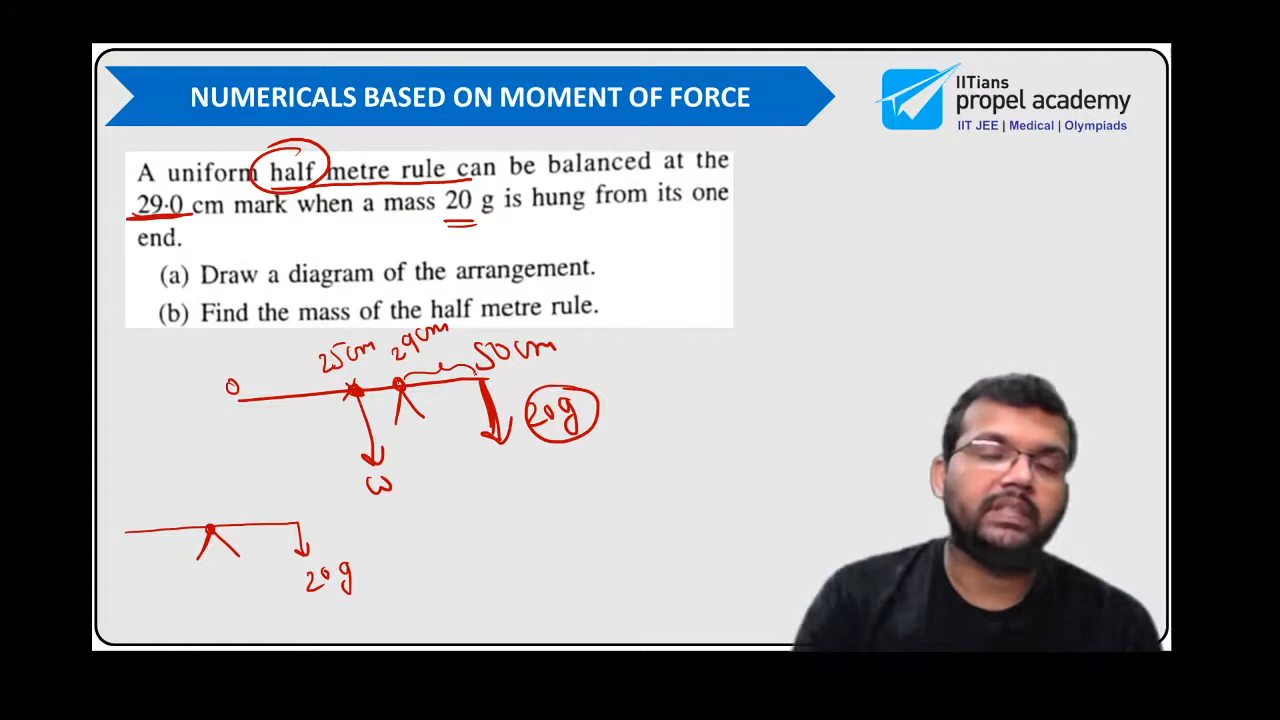 NUMERICALS BASED ON MOMENT OF FORCE
IITians
propel academy
IIT JEE | Medical | Olympiads
A uniform half metre rule can be balanced at the
29·0 cm mark when a mass 20 g is hung from its one
end.
(a) Draw a diagram of the arrangement.
(b) Find the mass of the half metre rule.
25cm 29cm 50cm
0
20g
ω
20g